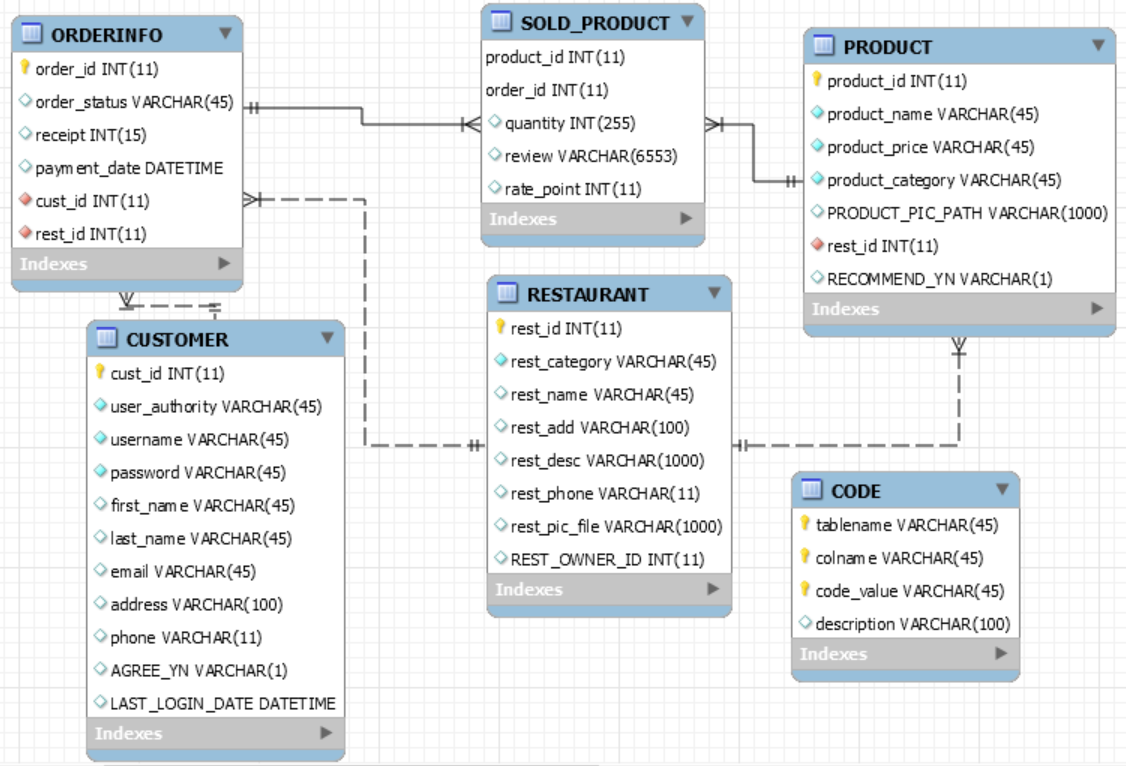 ORDERINFO
order_id INT(11)
order_status VARCHAR(45)
receipt INT(15)
payment_date DATETIME
cust_id INT(11)
rest_id INT(11)
Indexes
SOLD_PRODUCT
product_id INT(11)
order_id INT(11)
quantity INT(255)
review VARCHAR(6553)
rate_point INT(11)
Indexes
PRODUCT
product_id INT(11)
product_name VARCHAR(45)
product_price VARCHAR(45)
product_category VARCHAR(45)
PRODUCT_PIC_PATH VARCHAR(1000)
rest_id INT(11)
RECOMMEND_YN VARCHAR(1)
Indexes
CUSTOMER
cust_id INT(11)
user_authority VARCHAR(45)
username VARCHAR(45)
password VARCHAR(45)
first_name VARCHAR(45)
last_name VARCHAR(45)
email VARCHAR(45)
address VARCHAR(100)
phone VARCHAR(11)
AGREE_YN VARCHAR(1)
LAST_LOGIN_DATE DATETIME
Indexes
RESTAURANT
rest_id INT(11)
rest_category VARCHAR(45)
rest_name VARCHAR(45)
rest_add VARCHAR(100)
rest_desc VARCHAR(1000)
rest_phone VARCHAR(11)
rest_pic_file VARCHAR(1000)
REST_OWNER_ID INT(11)
Indexes
CODE
tablename VARCHAR(45)
colname VARCHAR(45)
code_value VARCHAR(45)
description VARCHAR(100)
Indexes